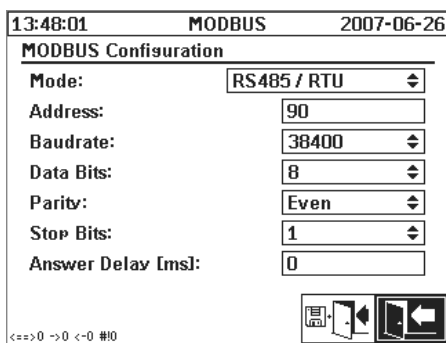 13:48:01 MODBUS 2007-06-26
MODBUS Configuration
Mode: RS485 / RTU
Address: 90
Baudrate: 38400
Data Bits: 8
Parity: Even
Stop Bits: 1
Answer Delay [ms]: 0
<==>0 ->0 <-0 #!0